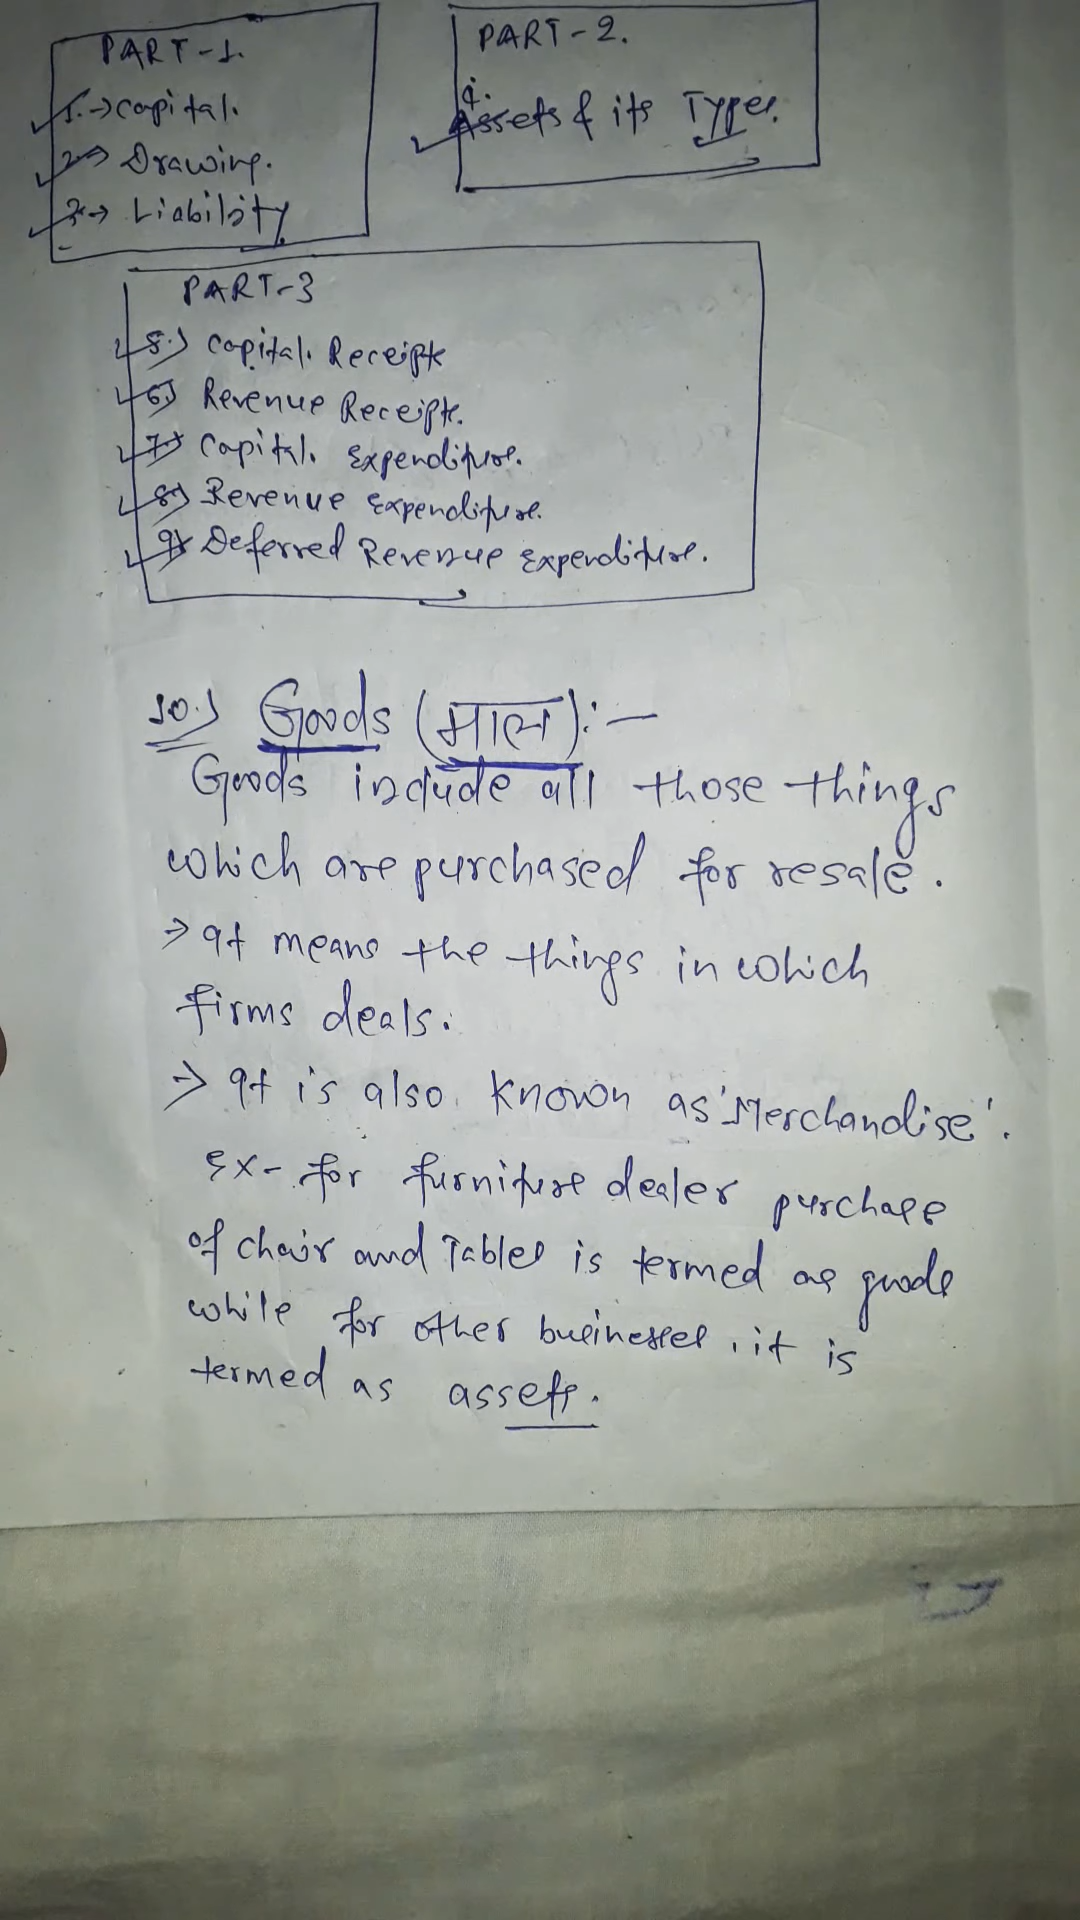 PART-1.
1.→ capital.
2→ Drawing.
3→ Liability
PART-2.
4.
Assets & its Types.
PART-3
5.) Capital. Receipts
6) Revenue Receipts.
7) Capital. Expenditure.
8) Revenue Expenditure.
9) Deferred Revenue Expenditure.
10.) Goods (माल):-
Goods include all those things
which are purchased for resale.
→ It means the things in which
firms deals.
→ It is also. Known as 'Merchandise'.
Ex- for furniture dealer purchase
of chair and Tables is termed as goods
while for other businesses, it is
termed as assets.